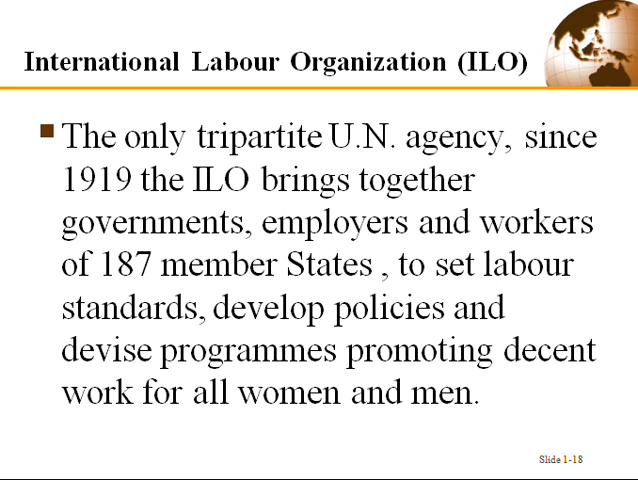 International Labour Organization (ILO)
The only tripartite U.N. agency, since
1919 the ILO brings together
governments, employers and workers
of 187 member States , to set labour
standards, develop policies and
devise programmes promoting decent
work for all women and men.
Slide 1-18